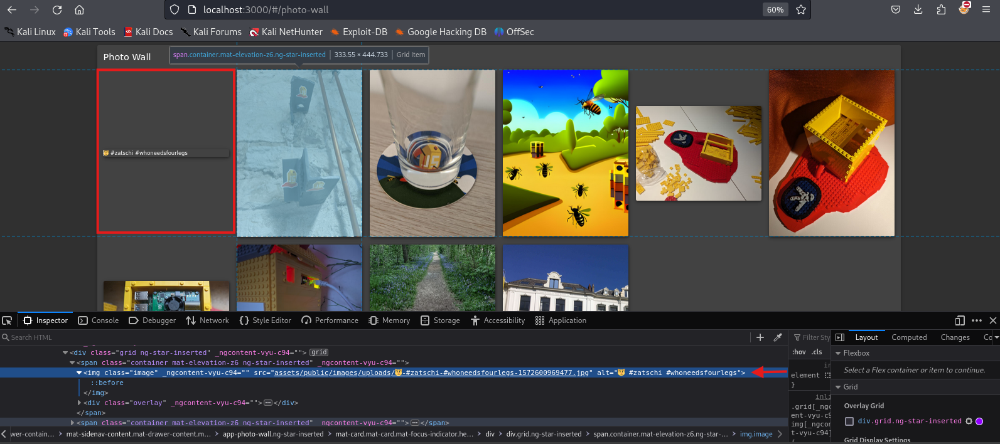 localhost:3000/#/photo-wall
60%
Kali Linux
Kali Tools
Kali Docs
Kali Forums
Kali NetHunter
Exploit-DB
Google Hacking DB
OffSec
Photo Wall
span.container.mat-elevation-z6.ng-star-inserted | 333.55 × 444.733 | Grid Item
😼 #zatschi #whoneedsfourlegs
JS
Inspector
Console
Debugger
Network
Style Editor
Performance
Memory
Storage
Accessibility
Application
Search HTML
<div class="grid ng-star-inserted" _ngcontent-vyu-c94=""> grid
<span class="container mat-elevation-z6 ng-star-inserted" _ngcontent-vyu-c94="">
<img class="image" _ngcontent-vyu-c94="" src="assets/public/images/uploads/😼-#zatschi-#whoneedsfourlegs-1572600969477.jpg" alt="😼 #zatschi #whoneedsfourlegs">
::before
</img>
<div class="overlay" _ngcontent-vyu-c94=""> </div>
</span>
<span class="container mat-elevation-z6 ng-star-inserted" _ngcontent-vyu-c94=""> </span>
wer-contain… > mat-sidenav-content.mat-drawer-content.m… > app-photo-wall.ng-star-inserted > mat-card.mat-card.mat-focus-indicator.he… > div > div.grid.ng-star-inserted > span.container.mat-elevation-z6.ng-star-… > img.image
Filter Sty
:hov .cls
element
}
inli
.grid[_ngc
ent-vyu-c9
img[_ngcon
t-vyu-c94]
{
Layout
Computed
Changes
Co
Flexbox
Select a Flex container or item to continue.
Grid
Overlay Grid
div.grid.ng-star-inserted
Grid Display Settings